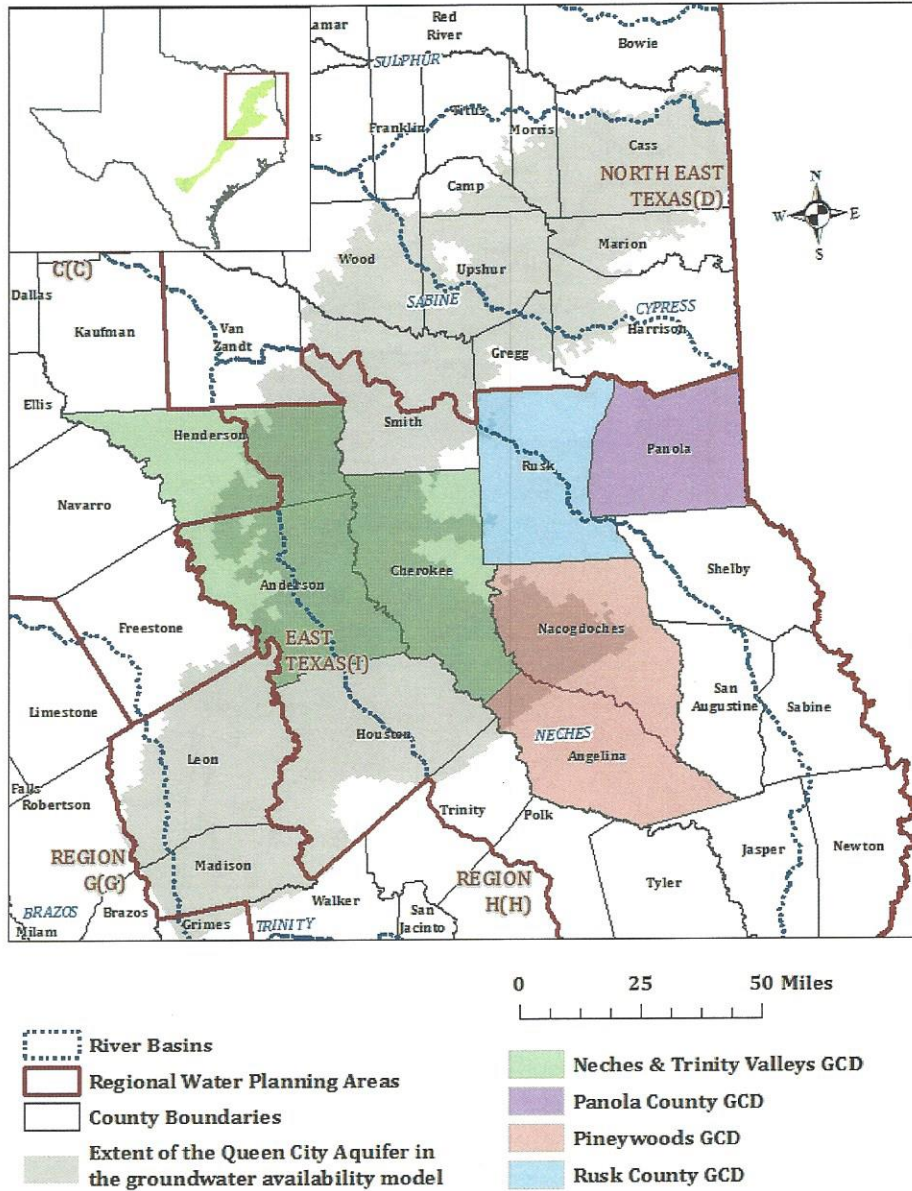 amar
Red
River
Bowie
SULPHUR
Franklin
Titus
Morris
Cass
NORTH EAST
TEXAS(D)
Camp
Marion
N
W
E
S
Wood
Upshur
SABINE
CYPRESS
Harrison
Gregg
C(C)
Dallas
Kaufman
Van
Zandt
Ellis
Henderson
Smith
Rusk
Panola
Navarro
Anderson
Cherokee
Shelby
Freestone
EAST
TEXAS(I)
Nacogdoches
San
Augustine
Sabine
Limestone
Leon
Houston
NECHES
Angelina
Falls
Robertson
Trinity
Polk
Jasper
Newton
REGION
G(G)
Madison
REGION
H(H)
Tyler
Walker
BRAZOS
Brazos
Milam
Grimes
TRINITY
San
Jacinto
0 25 50 Miles
River Basins
Regional Water Planning Areas
County Boundaries
Extent of the Queen City Aquifer in
the groundwater availability model
Neches & Trinity Valleys GCD
Panola County GCD
Pineywoods GCD
Rusk County GCD